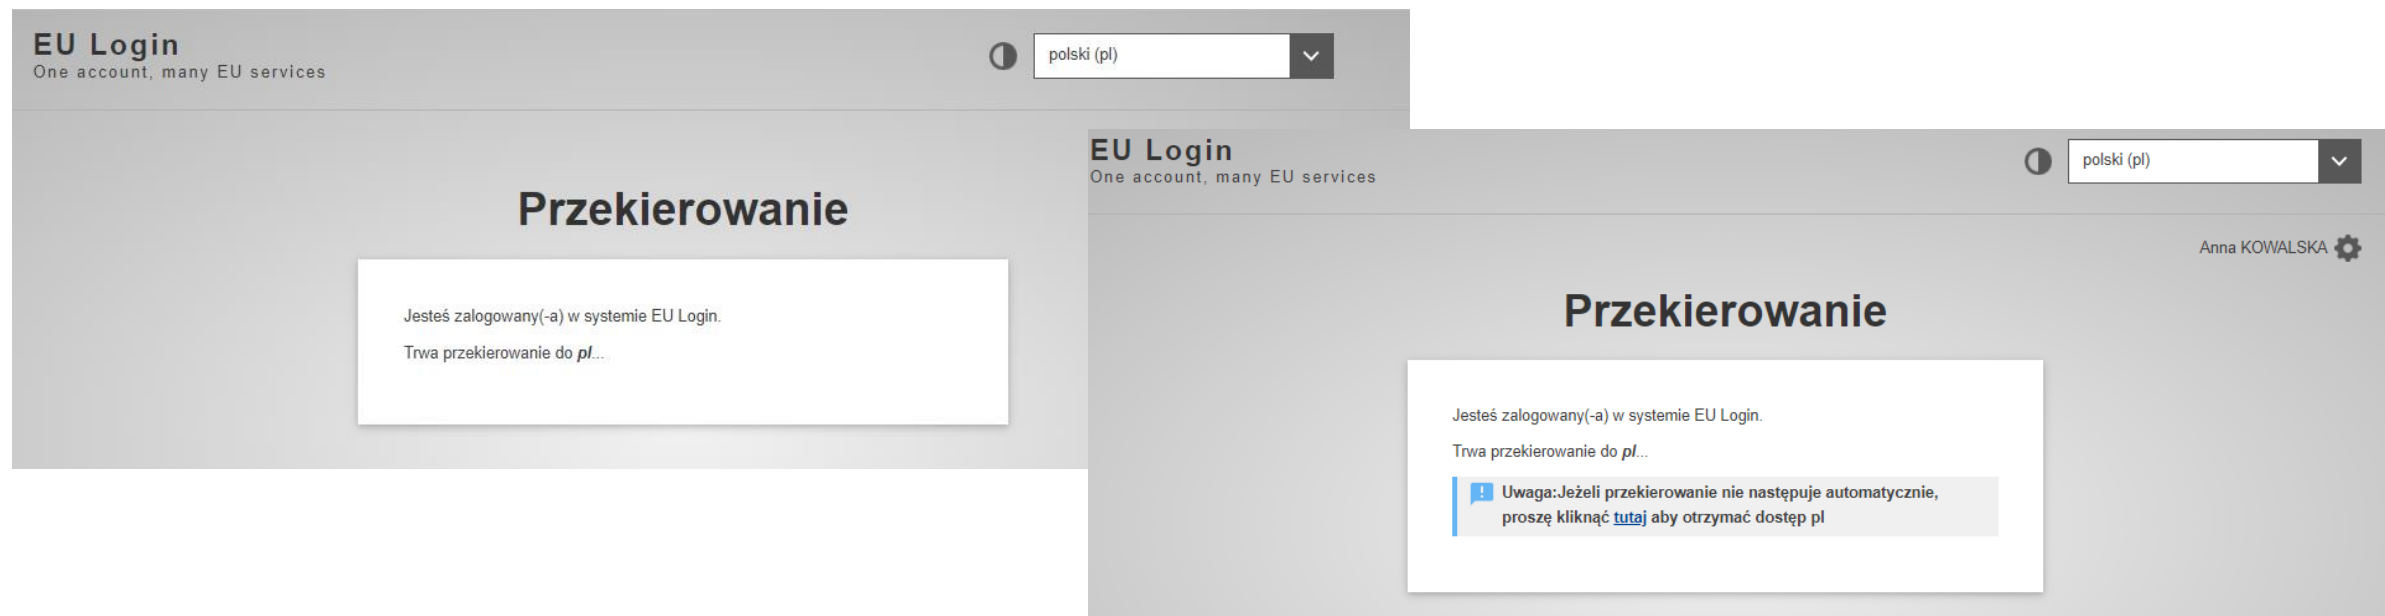 EU Login
One account, many EU services
polski (pl)
Przekierowanie
Jesteś zalogowany(-a) w systemie EU Login.
Trwa przekierowanie do pl...
EU Login
One account, many EU services
polski (pl)
Anna KOWALSKA
Przekierowanie
Jesteś zalogowany(-a) w systemie EU Login.
Trwa przekierowanie do pl...
Uwaga:Jeżeli przekierowanie nie następuje automatycznie,
proszę kliknąć tutaj aby otrzymać dostęp pl